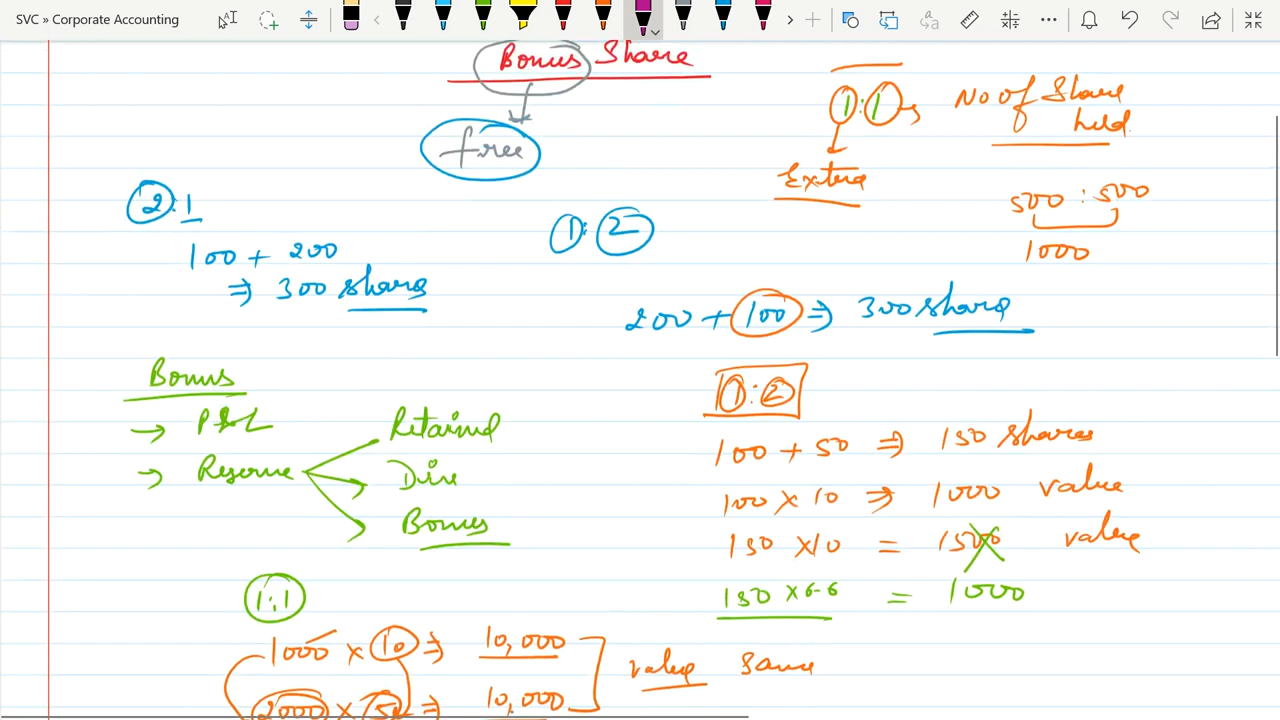 SVC » Corporate Accounting
Bonus Share
free
1:1 No of Share
held
Extra
500 : 500
1000
2:1
100 + 200
⇒ 300 share
1:2
200 + 100 ⇒ 300 share
Bonus
→ P&L
→ Reserve
Retained
Divi
Bonus
1:2
100 + 50 ⇒ 150 shares
100 × 10 ⇒ 1000 value
150 × 10 = 1500 value
150 × 6-6 = 1000
1:1
1000 × 10 ⇒ 10,000
value same
2000 × 5 ⇒ 10,000